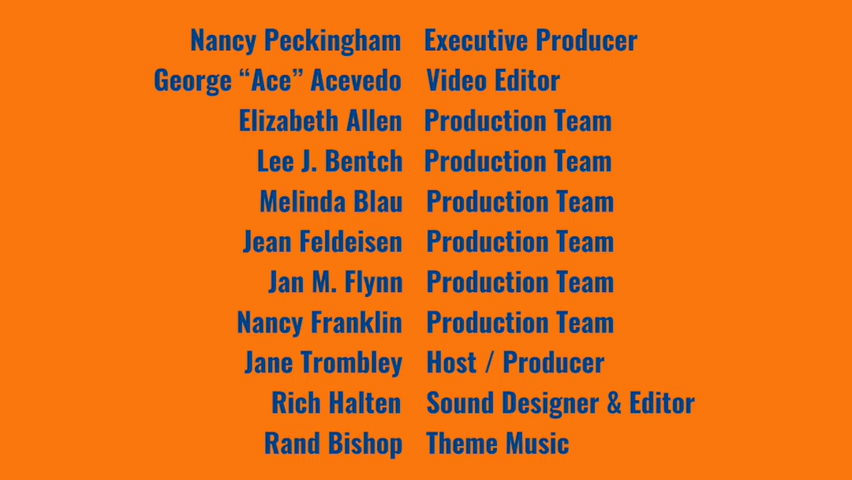 Nancy Peckingham Executive Producer
George “Ace” Acevedo Video Editor
Elizabeth Allen Production Team
Lee J. Bentch Production Team
Melinda Blau Production Team
Jean Feldeisen Production Team
Jan M. Flynn Production Team
Nancy Franklin Production Team
Jane Trombley Host / Producer
Rich Halten Sound Designer & Editor
Rand Bishop Theme Music